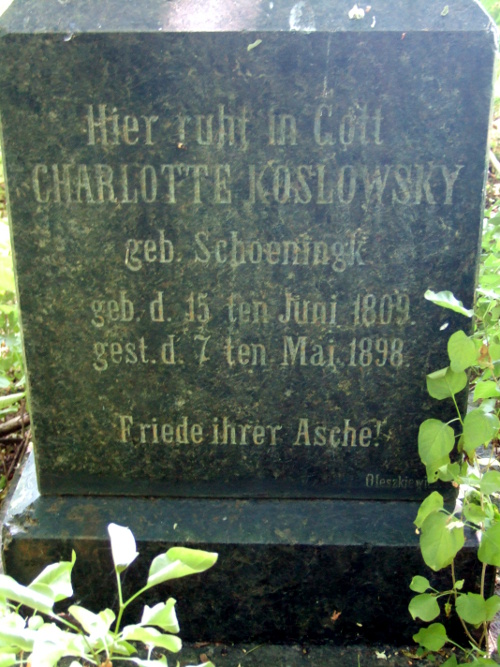 Hier ruht in Gott
CHARLOTTE KOSLOWSKY
geb. Schoeningk
geb. d. 15 ten Juni 1809.
gest. d. 7 ten Mai 1898.
Friede ihrer Asche!